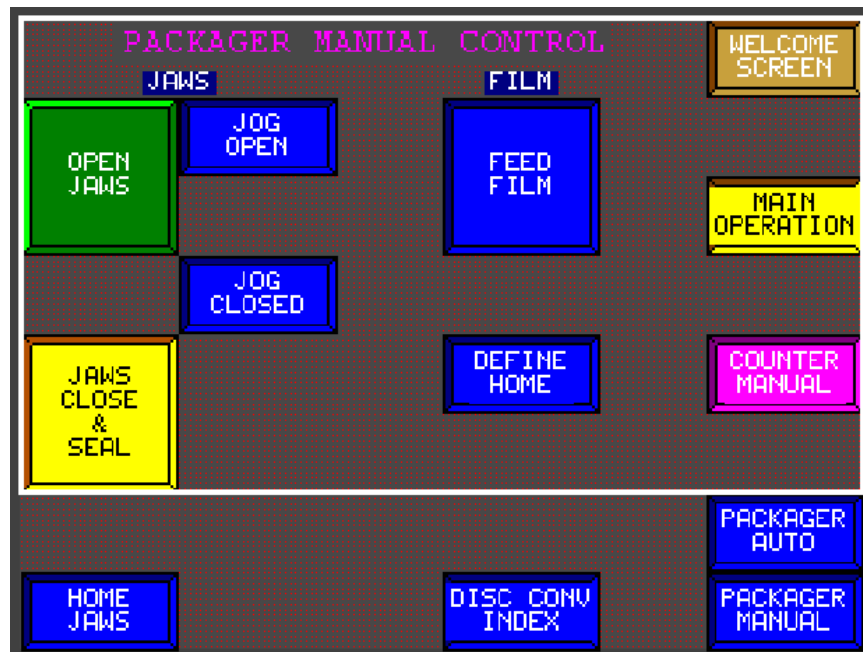 PACKAGER MANUAL CONTROL
WELCOME
SCREEN
JAWS
FILM
OPEN
JAWS
JOG
OPEN
FEED
FILM
MAIN
OPERATION
JOG
CLOSED
JAWS
CLOSE
&
SEAL
DEFINE
HOME
COUNTER
MANUAL
PACKAGER
AUTO
HOME
JAWS
DISC CONV
INDEX
PACKAGER
MANUAL